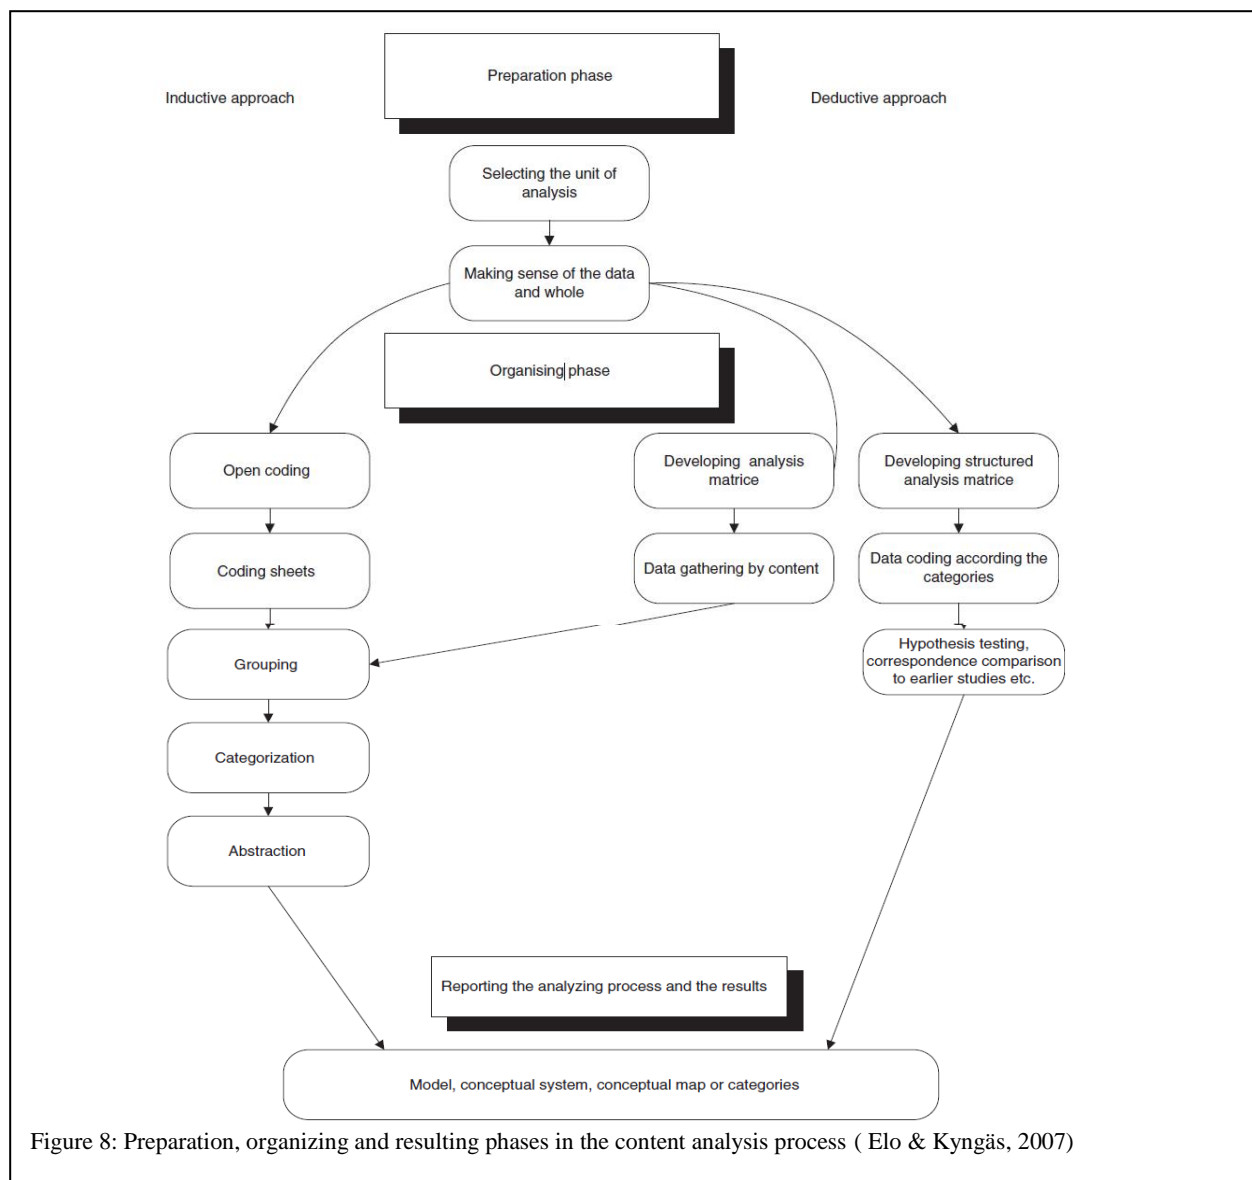 Preparation phase
Inductive approach
Deductive approach
Selecting the unit of
analysis
Making sense of the data
and whole
Organising phase
Open coding
Developing analysis
matrice
Developing structured
analysis matrice
Coding sheets
Data gathering by content
Data coding according the
categories
Grouping
Hypothesis testing,
correspondence comparison
to earlier studies etc.
Categorization
Abstraction
Reporting the analyzing process and the results
Model, conceptual system, conceptual map or categories
Figure 8: Preparation, organizing and resulting phases in the content analysis process ( Elo & Kyngäs, 2007)